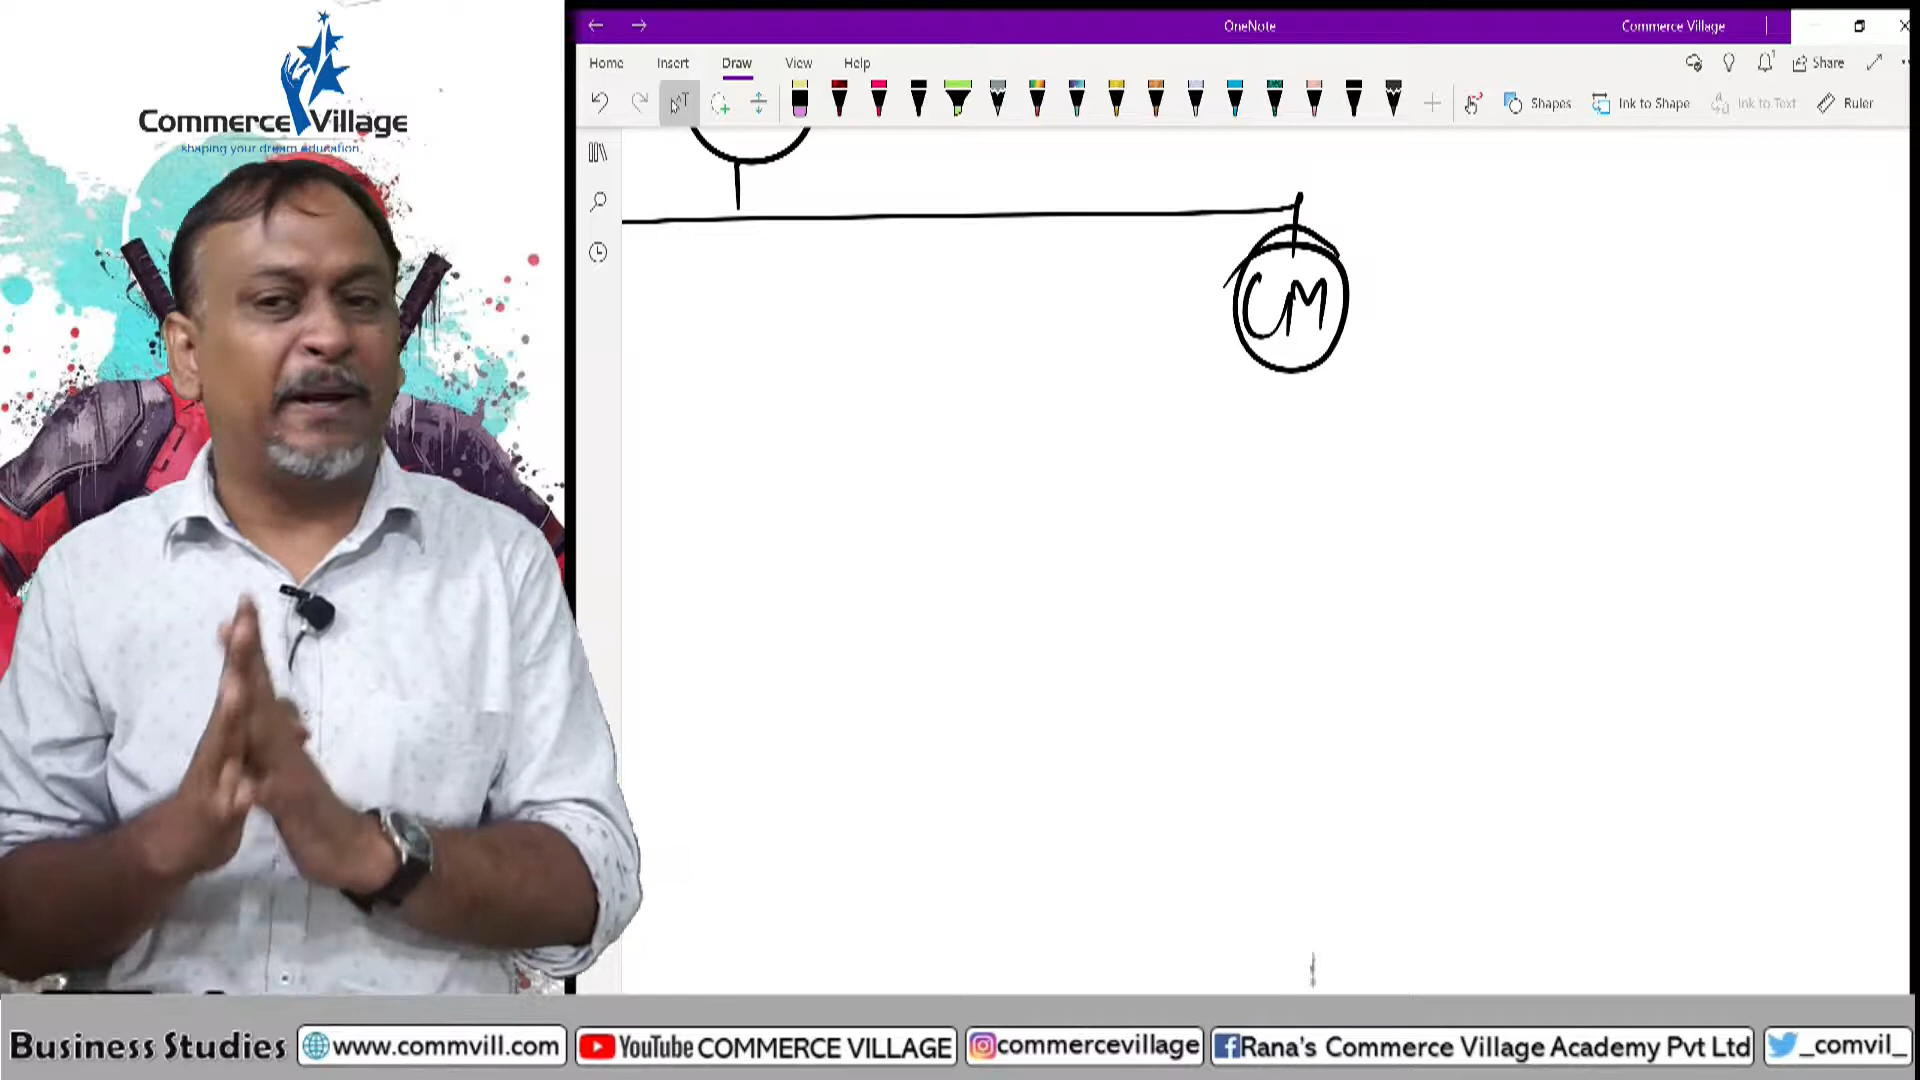 Commerce Village
shaping your dream education.
OneNote
Commerce Village
Home Insert Draw View Help
Share
Shapes
Ink to Shape
Ink to Text
Ruler
CM
Business Studies
www.commvill.com
YouTube COMMERCE VILLAGE
commercevillage
Rana's Commerce Village Academy Pvt Ltd
_comvil_